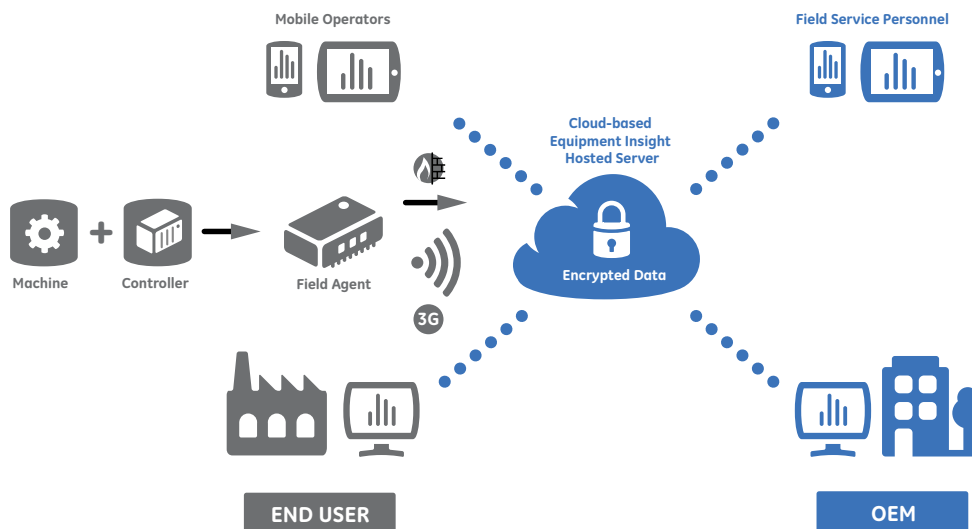 Mobile Operators
Field Service Personnel
Cloud-based
Equipment Insight
Hosted Server
Encrypted Data
Machine
Controller
Field Agent
3G
END USER
OEM